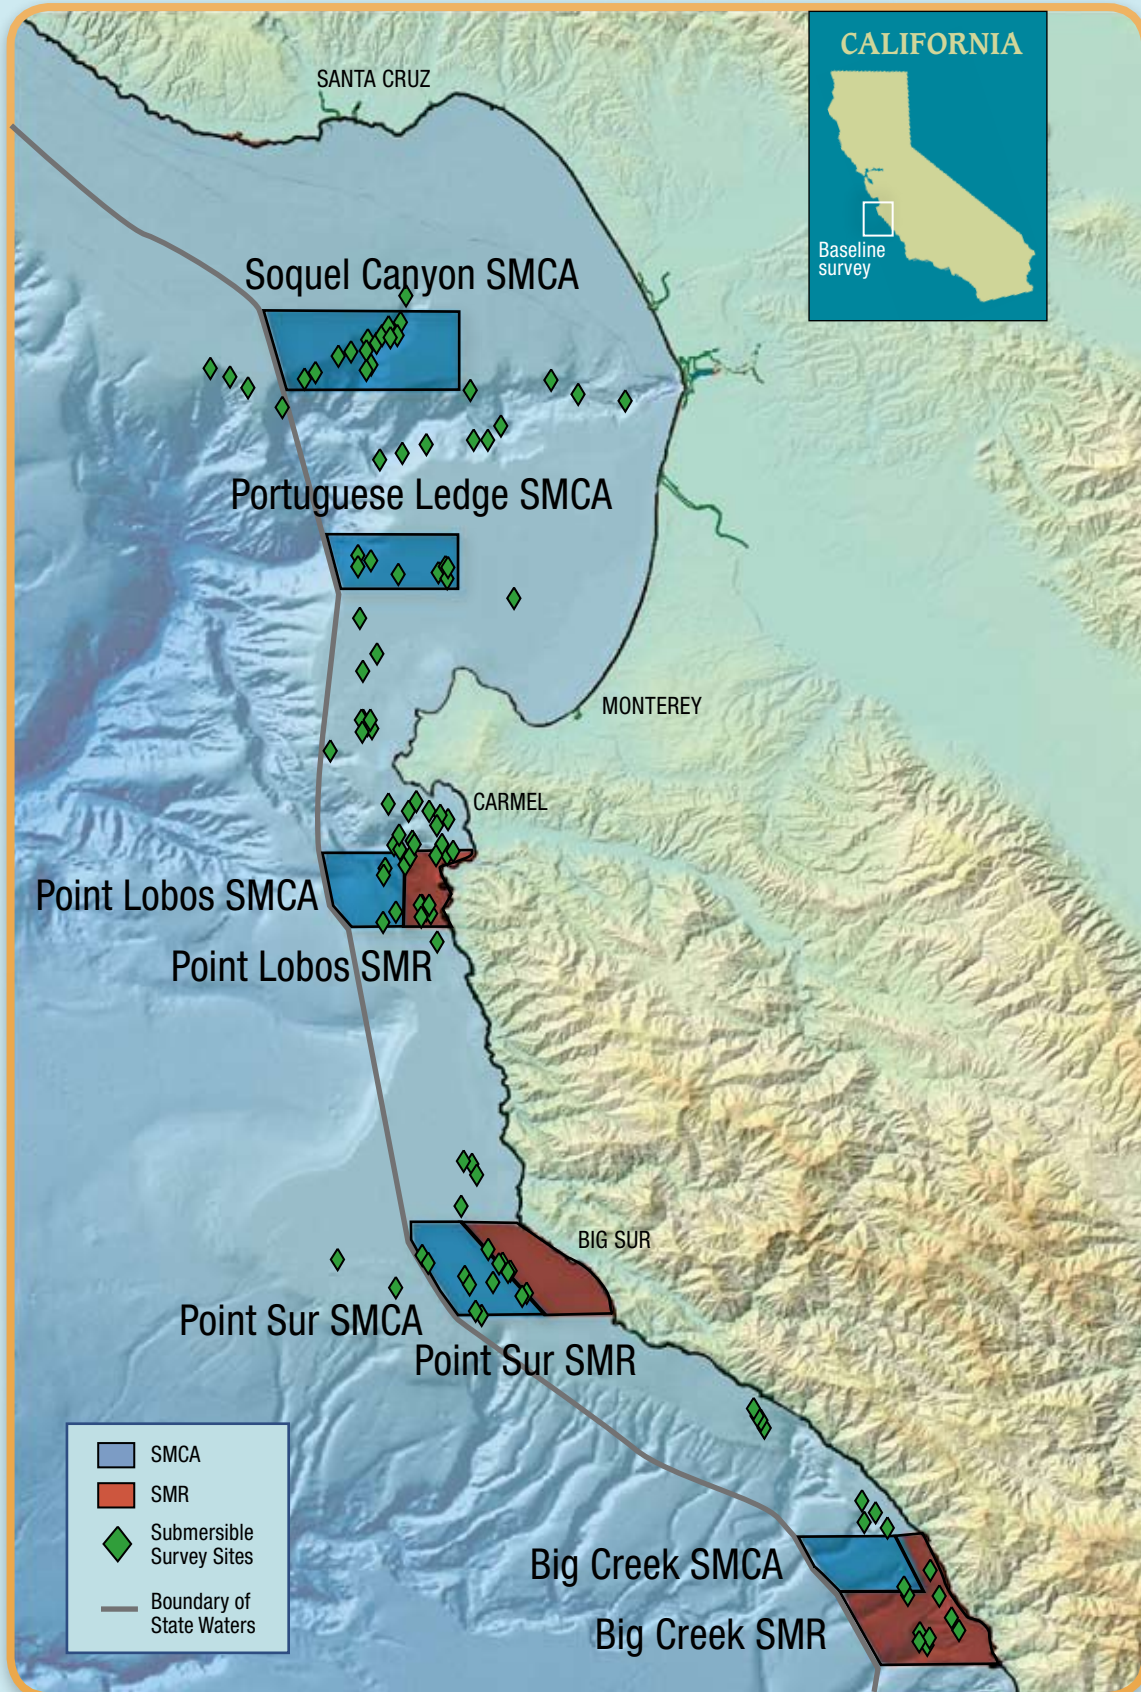 CALIFORNIA
Baseline
survey
SANTA CRUZ
Soquel Canyon SMCA
Portuguese Ledge SMCA
MONTEREY
CARMEL
Point Lobos SMCA
Point Lobos SMR
BIG SUR
Point Sur SMCA
Point Sur SMR
Big Creek SMCA
Big Creek SMR
SMCA
SMR
Submersible
Survey Sites
Boundary of
State Waters